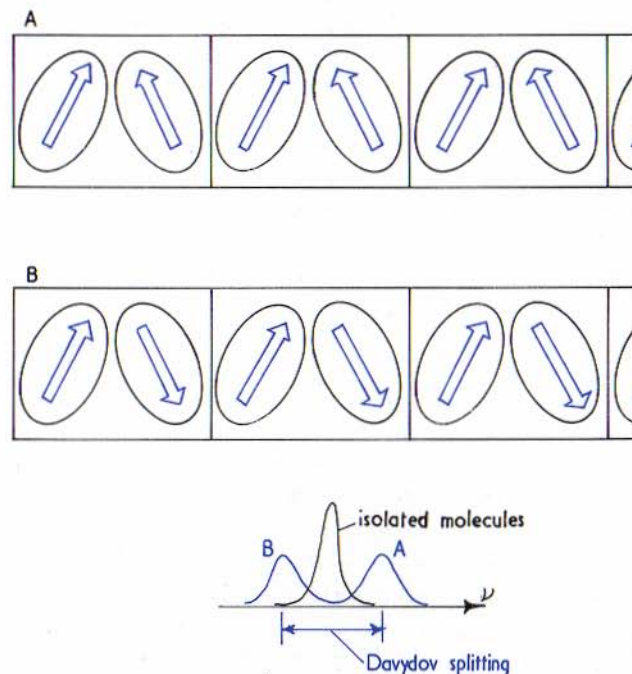 A
B
isolated molecules
B
A
ν
Davydov splitting